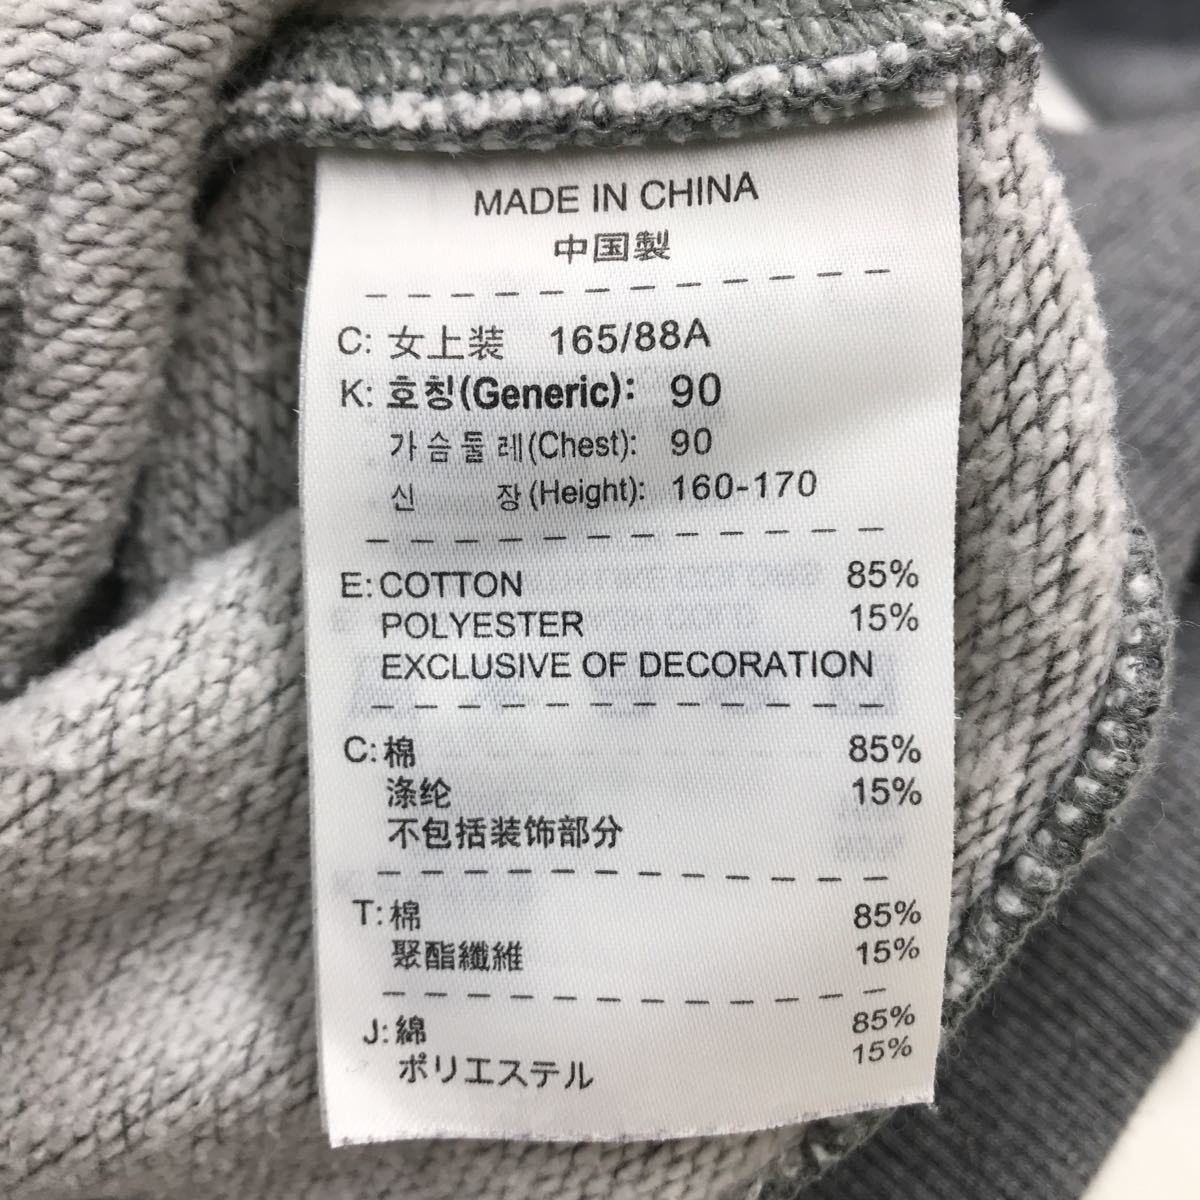 MADE IN CHINA
中国製
C: 女上装 165/88A
K: 호칭(Generic): 90
가슴둘레(Chest): 90
신 장(Height): 160-170
E: COTTON 85%
POLYESTER 15%
EXCLUSIVE OF DECORATION
C: 棉 85%
涤纶 15%
不包括装饰部分
T: 棉 85%
聚酯纖維 15%
J: 綿 85%
ポリエステル 15%